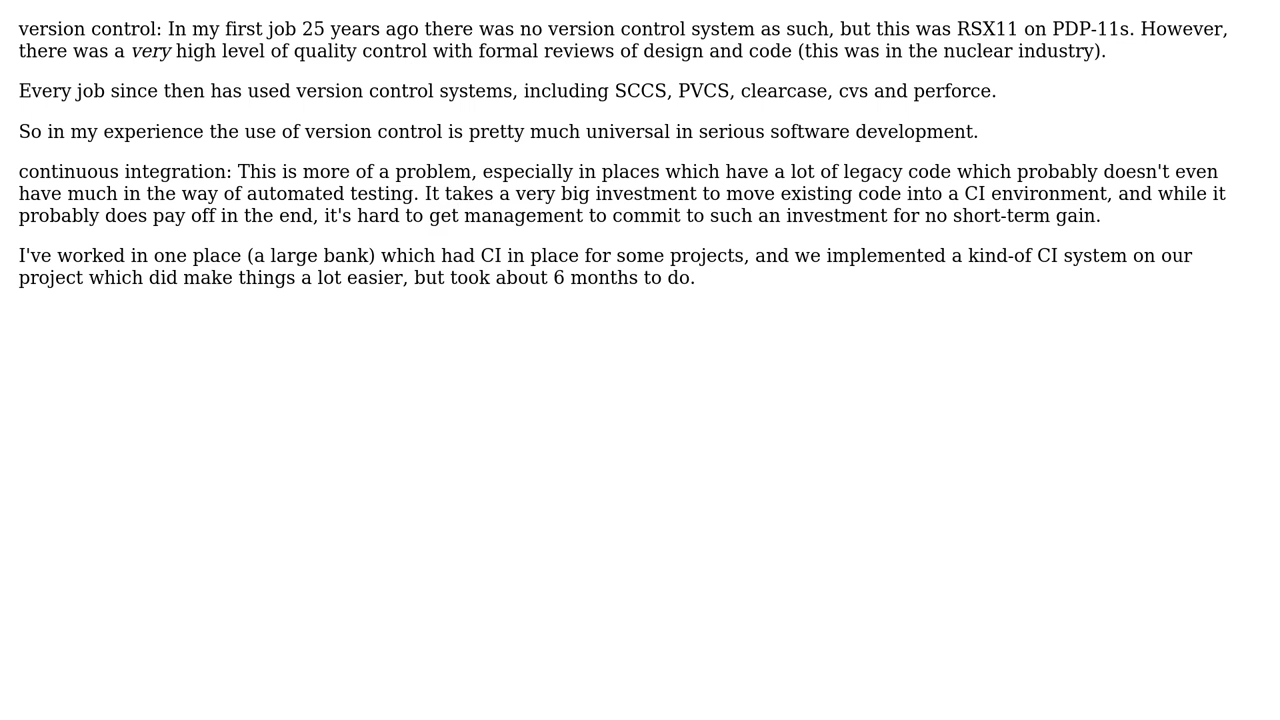 version control: In my first job 25 years ago there was no version control system as such, but this was RSX11 on PDP-11s. However,
there was a very high level of quality control with formal reviews of design and code (this was in the nuclear industry).
Every job since then has used version control systems, including SCCS, PVCS, clearcase, cvs and perforce.
So in my experience the use of version control is pretty much universal in serious software development.
continuous integration: This is more of a problem, especially in places which have a lot of legacy code which probably doesn't even
have much in the way of automated testing. It takes a very big investment to move existing code into a CI environment, and while it
probably does pay off in the end, it's hard to get management to commit to such an investment for no short-term gain.
I've worked in one place (a large bank) which had CI in place for some projects, and we implemented a kind-of CI system on our
project which did make things a lot easier, but took about 6 months to do.